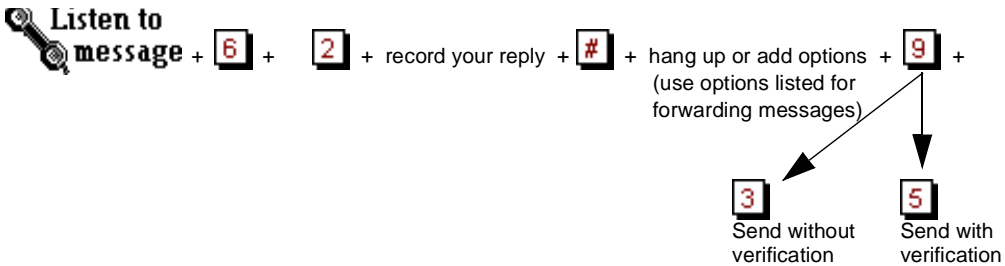 Listen to
message + 6 + 2 + record your reply + # + hang up or add options + 9 +
(use options listed for
forwarding messages)
3 5
Send without Send with
verification verification